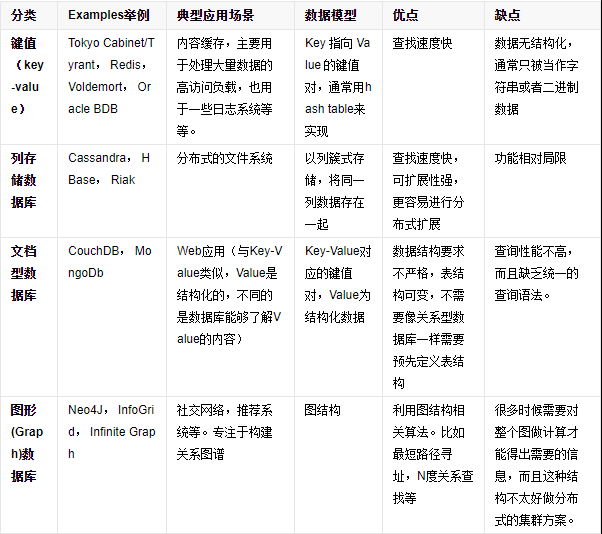 分类
Examples举例
典型应用场景
数据模型
优点
缺点
键值
（key
-valu
e）
Tokyo Cabinet/T
yrant， Redis，
Voldemort， Or
acle BDB
内容缓存，主要用
于处理大量数据的
高访问负载，也用
于一些日志系统等
等。
Key 指向 Va
lue 的键值
对，通常用h
ash table来
实现
查找速度快
数据无结构化，
通常只被当作字
符串或者二进制
数据
列存
储数
据库
Cassandra， H
Base， Riak
分布式的文件系统
以列簇式存
储，将同一
列数据存在
一起
查找速度快，
可扩展性强，
更容易进行分
布式扩展
功能相对局限
文档
型数
据库
CouchDB， Mo
ngoDb
Web应用（与Key-V
alue类似，Value是
结构化的，不同的
是数据库能够了解V
alue的内容）
Key-Value对
应的键值
对，Value为
结构化数据
数据结构要求
不严格，表结
构可变，不需
要像关系型数
据库一样需要
预先定义表结
构
查询性能不高，
而且缺乏统一的
查询语法。
图形
(Grap
h)数
据库
Neo4J， InfoGri
d， Infinite Grap
h
社交网络，推荐系
统等。专注于构建
关系图谱
图结构
利用图结构相
关算法。比如
最短路径寻
址，N度关系查
找等
很多时候需要对
整个图做计算才
能得出需要的信
息，而且这种结
构不太好做分布
式的集群方案。